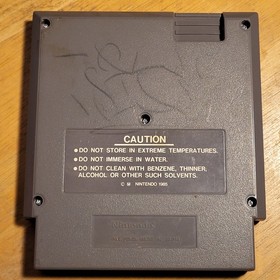 CAUTION
● DO NOT STORE IN EXTREME TEMPERATURES.
● DO NOT IMMERSE IN WATER.
● DO NOT CLEAN WITH BENZENE, THINNER,
ALCOHOL OR OTHER SUCH SOLVENTS.
NINTENDO 1985